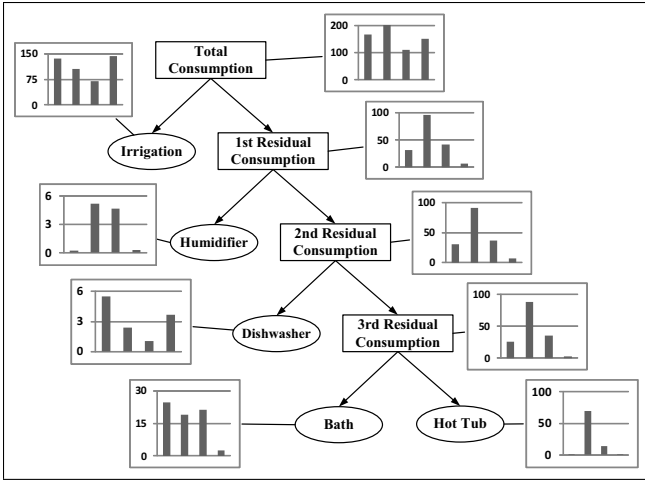 200
100
0
Total
Consumption
150
75
0
Irrigation
1st Residual
Consumption
100
50
0
6
3
0
Humidifier
2nd Residual
Consumption
100
50
0
6
3
0
Dishwasher
3rd Residual
Consumption
100
50
0
30
15
0
Bath
Hot Tub
100
50
0